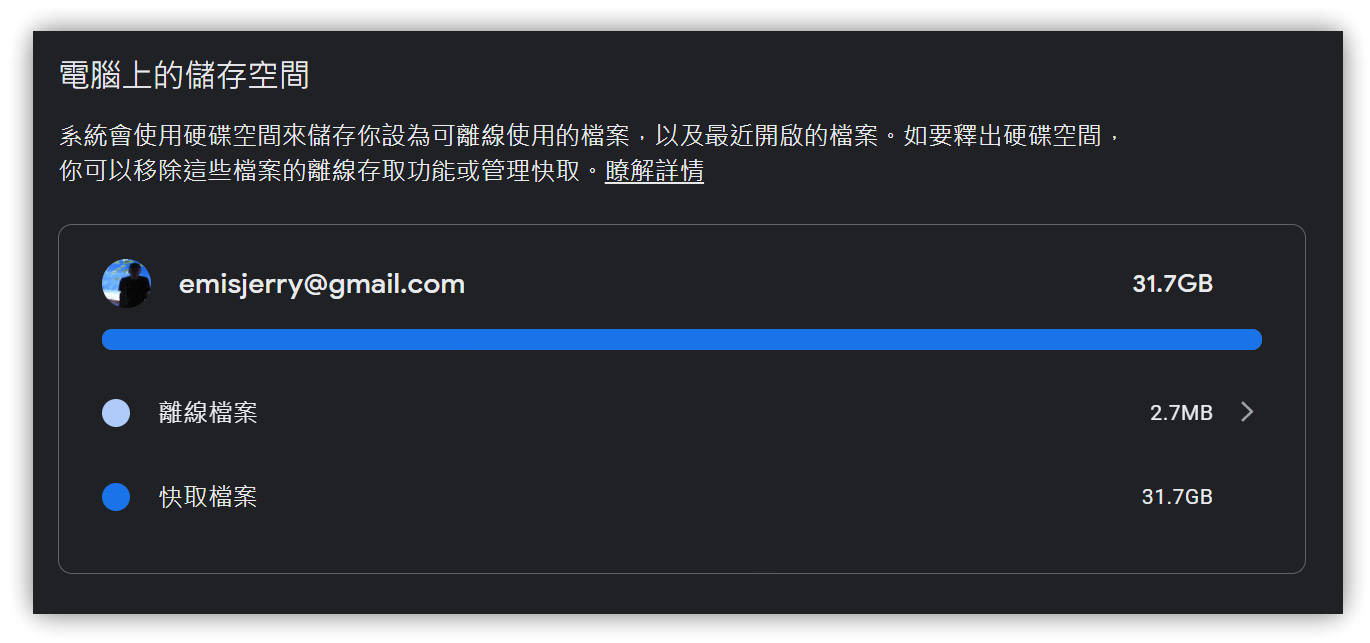 電腦上的儲存空間
系統會使用硬碟空間來儲存你設為可離線使用的檔案，以及最近開啟的檔案。如要釋出硬碟空間，
你可以移除這些檔案的離線存取功能或管理快取。瞭解詳情
emisjerry@gmail.com 31.7GB
離線檔案 2.7MB
快取檔案 31.7GB